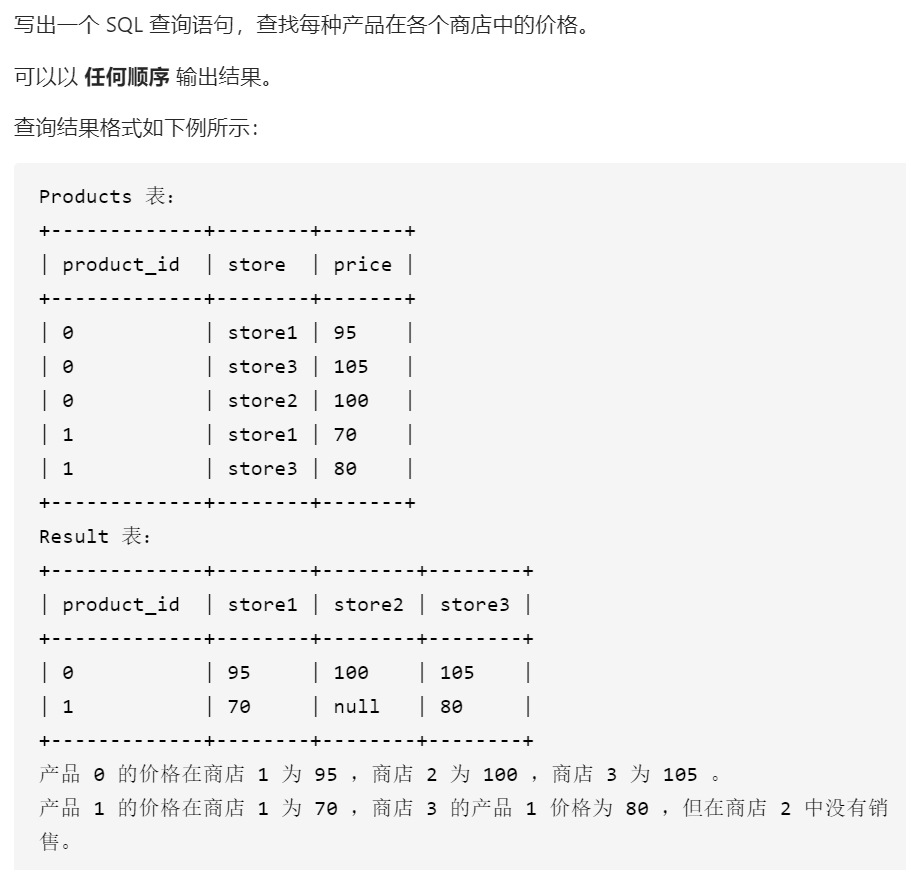 写出一个 SQL 查询语句，查找每种产品在各个商店中的价格。
可以以 任何顺序 输出结果。
查询结果格式如下例所示：
Products 表：
+-------------+--------+-------+
| product_id  | store  | price |
+-------------+--------+-------+
| 0           | store1 | 95    |
| 0           | store3 | 105   |
| 0           | store2 | 100   |
| 1           | store1 | 70    |
| 1           | store3 | 80    |
+-------------+--------+-------+
Result 表：
+-------------+--------+--------+--------+
| product_id  | store1 | store2 | store3 |
+-------------+--------+--------+--------+
| 0           | 95     | 100    | 105    |
| 1           | 70     | null   | 80     |
+-------------+--------+--------+--------+
产品 0 的价格在商店 1 为 95 ，商店 2 为 100 ，商店 3 为 105 。
产品 1 的价格在商店 1 为 70 ，商店 3 的产品 1 价格为 80 ，但在商店 2 中没有销
售。